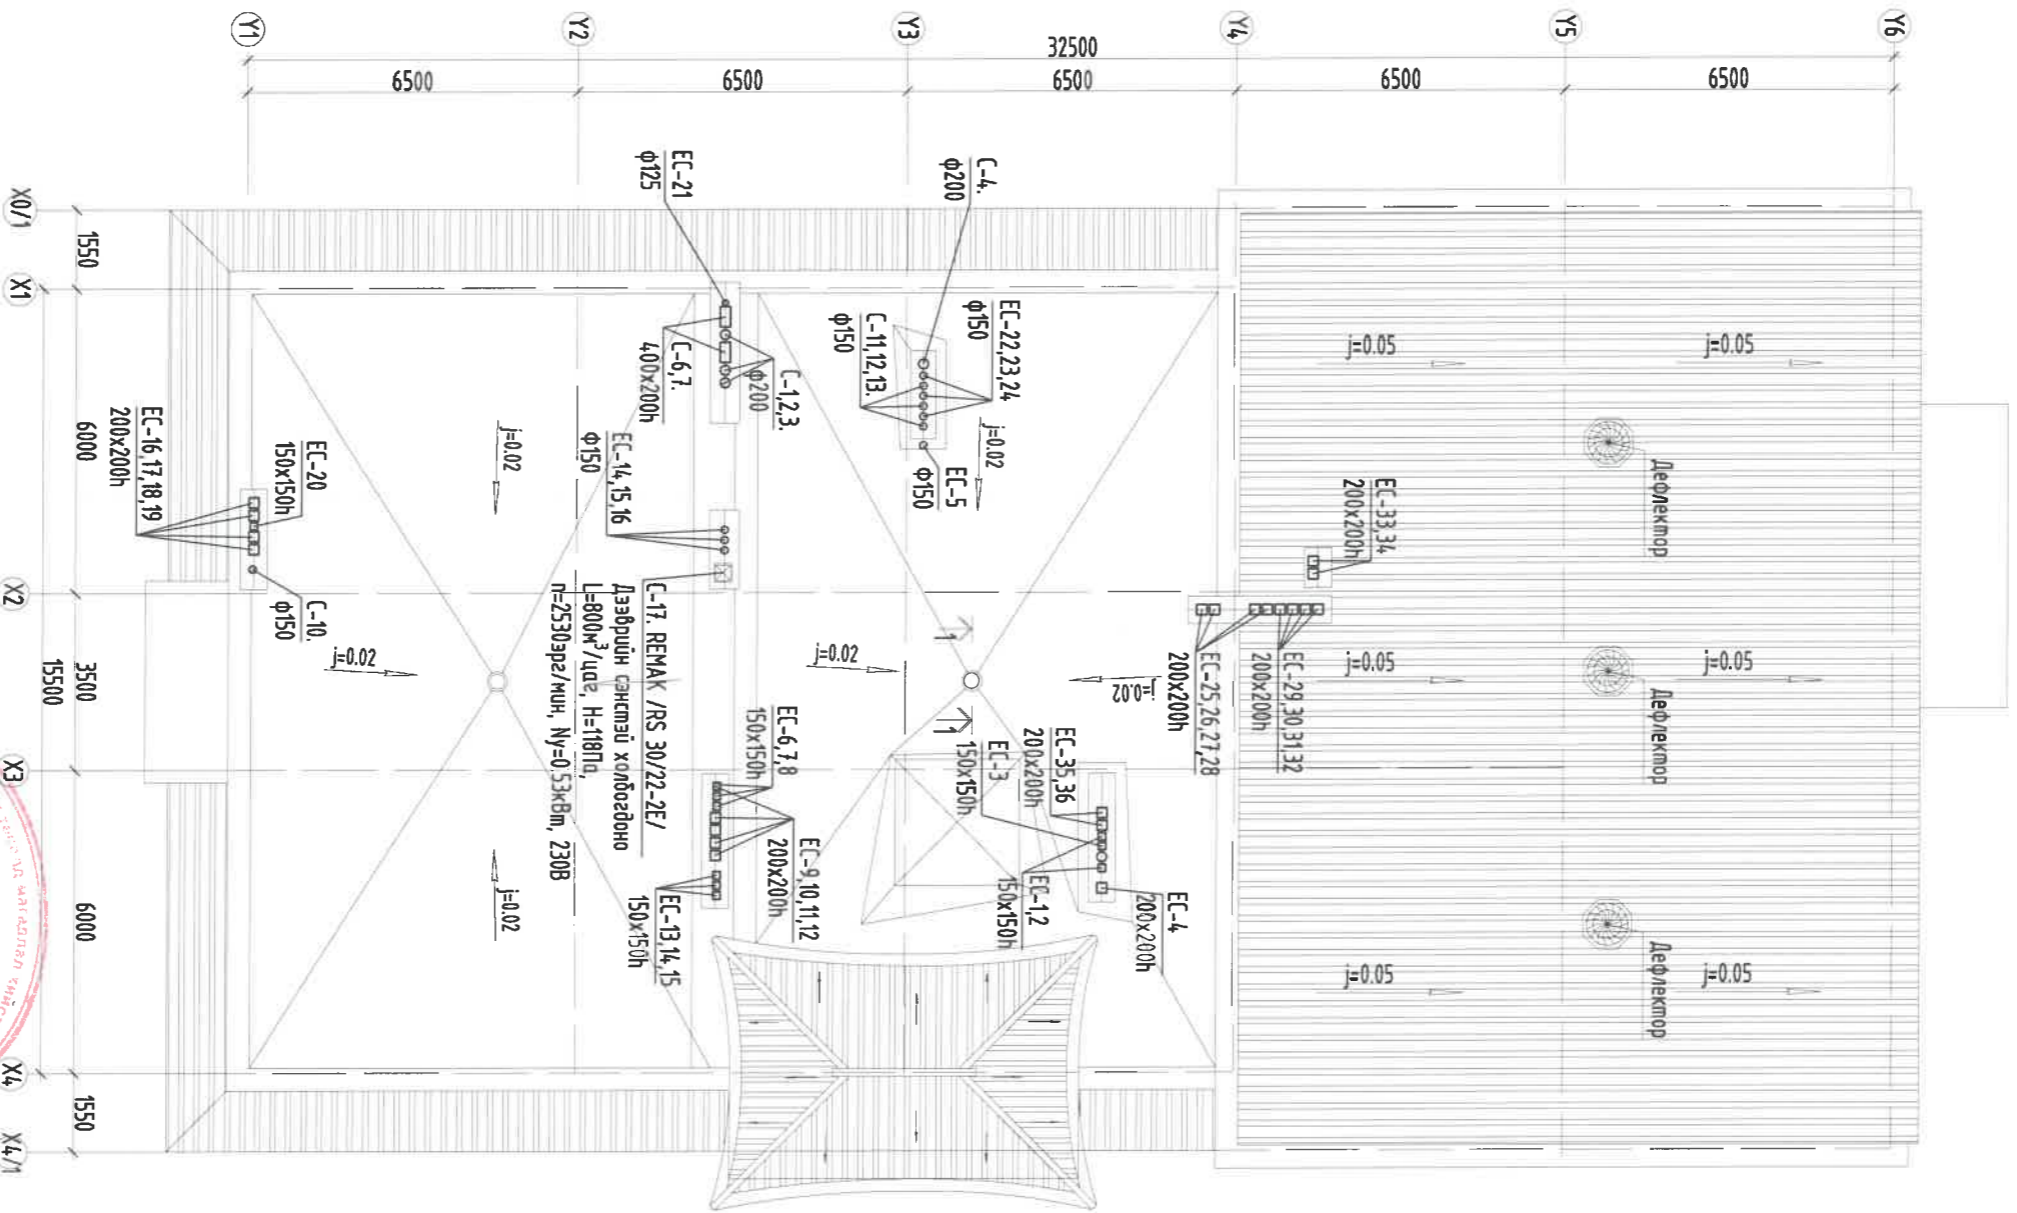 Y1
Y2
Y3
Y4
Y5
Y6
32500
6500
6500
6500
6500
6500
X0/1
X1
X2
X3
X4
X4/1
1550
6000
3500
6000
1550
15500
C-4.
ф200
EC-21
ф125
EC-22,23,24
ф150
C-11,12,13.
ф150
C-1,2,3.
ф200
C-6,7.
400x200h
EC-5
ф150
j=0.02
j=0.02
EC-14,15,16
ф150
EC-20
150x150h
EC-16,17,18,19
200x200h
C-10.
ф150
C-17. REMAK /RS 30/22-2E/
Дээврийн сэнстэй холбогдоно
L=800м³/цаг, H=118Па,
n=2530эрг/мин, Nу=0.53кВт, 230В
j=0.02
j=0.02
j=0.02
j=0.02
1
1
EC-33,34
200x200h
EC-29,30,31,32
200x200h
EC-25,26,27,28
200x200h
EC-6,7,8
150x150h
EC-9,10,11,12
200x200h
EC-13,14,15
150x150h
EC-35,36
200x200h
EC-3
150x150h
EC-1,2
150x150h
EC-4
200x200h
j=0.05
j=0.05
j=0.05
j=0.05
j=0.05
j=0.05
Дефлектор
Дефлектор
Дефлектор